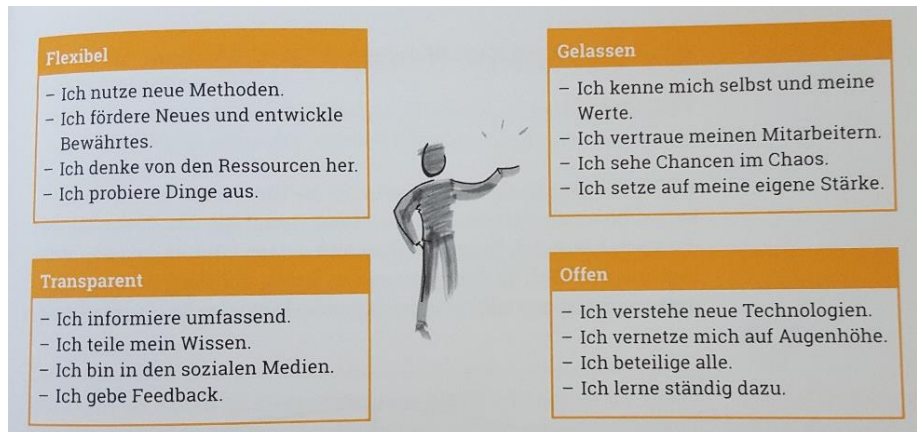 Flexibel
– Ich nutze neue Methoden.
– Ich fördere Neues und entwickle
Bewährtes.
– Ich denke von den Ressourcen her.
– Ich probiere Dinge aus.
Gelassen
– Ich kenne mich selbst und meine
Werte.
– Ich vertraue meinen Mitarbeitern.
– Ich sehe Chancen im Chaos.
– Ich setze auf meine eigene Stärke.
Transparent
– Ich informiere umfassend.
– Ich teile mein Wissen.
– Ich bin in den sozialen Medien.
– Ich gebe Feedback.
Offen
– Ich verstehe neue Technologien.
– Ich vernetze mich auf Augenhöhe.
– Ich beteilige alle.
– Ich lerne ständig dazu.